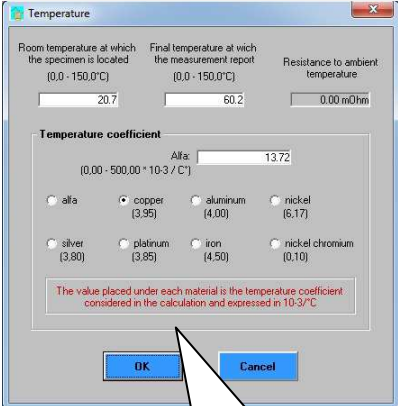 Temperature
Room temperature at which
the specimen is located
(0,0 - 150,0°C)
Final temperature at wich
the measurement report
(0,0 - 150,0°C)
Resistance to ambient
temperature
20.7
60.2
0.00 mOhm
Temperature coefficient
Alfa:
13.72
(0,00 - 500,00 * 10-3 / C°)
alfa
copper
(3,95)
aluminum
(4,00)
nickel
(6,17)
silver
(3,80)
platinum
(3,85)
iron
(4,50)
nickel chromium
(0,10)
The value placed under each material is the temperature coefficient
considered in the calculation and expressed in 10-3/°C
OK
Cancel